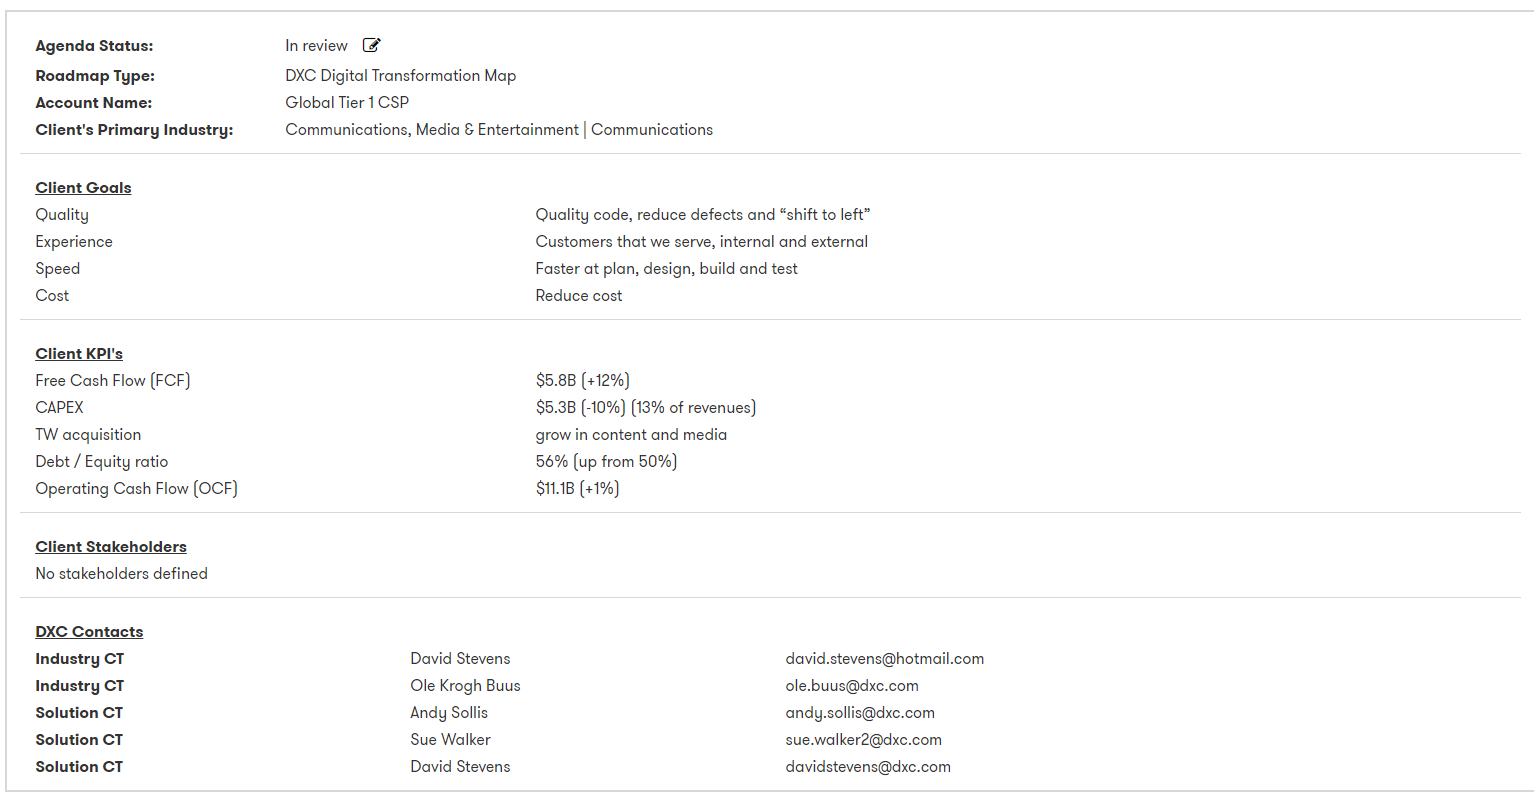 Agenda Status: In review
Roadmap Type: DXC Digital Transformation Map
Account Name: Global Tier 1 CSP
Client's Primary Industry: Communications, Media & Entertainment | Communications
Client Goals
Quality Quality code, reduce defects and “shift to left”
Experience Customers that we serve, internal and external
Speed Faster at plan, design, build and test
Cost Reduce cost
Client KPI's
Free Cash Flow (FCF) $5.8B (+12%)
CAPEX $5.3B (-10%) (13% of revenues)
TW acquisition grow in content and media
Debt / Equity ratio 56% (up from 50%)
Operating Cash Flow (OCF) $11.1B (+1%)
Client Stakeholders
No stakeholders defined
DXC Contacts
Industry CT David Stevens david.stevens@hotmail.com
Industry CT Ole Krogh Buus ole.buus@dxc.com
Solution CT Andy Sollis andy.sollis@dxc.com
Solution CT Sue Walker sue.walker2@dxc.com
Solution CT David Stevens davidstevens@dxc.com